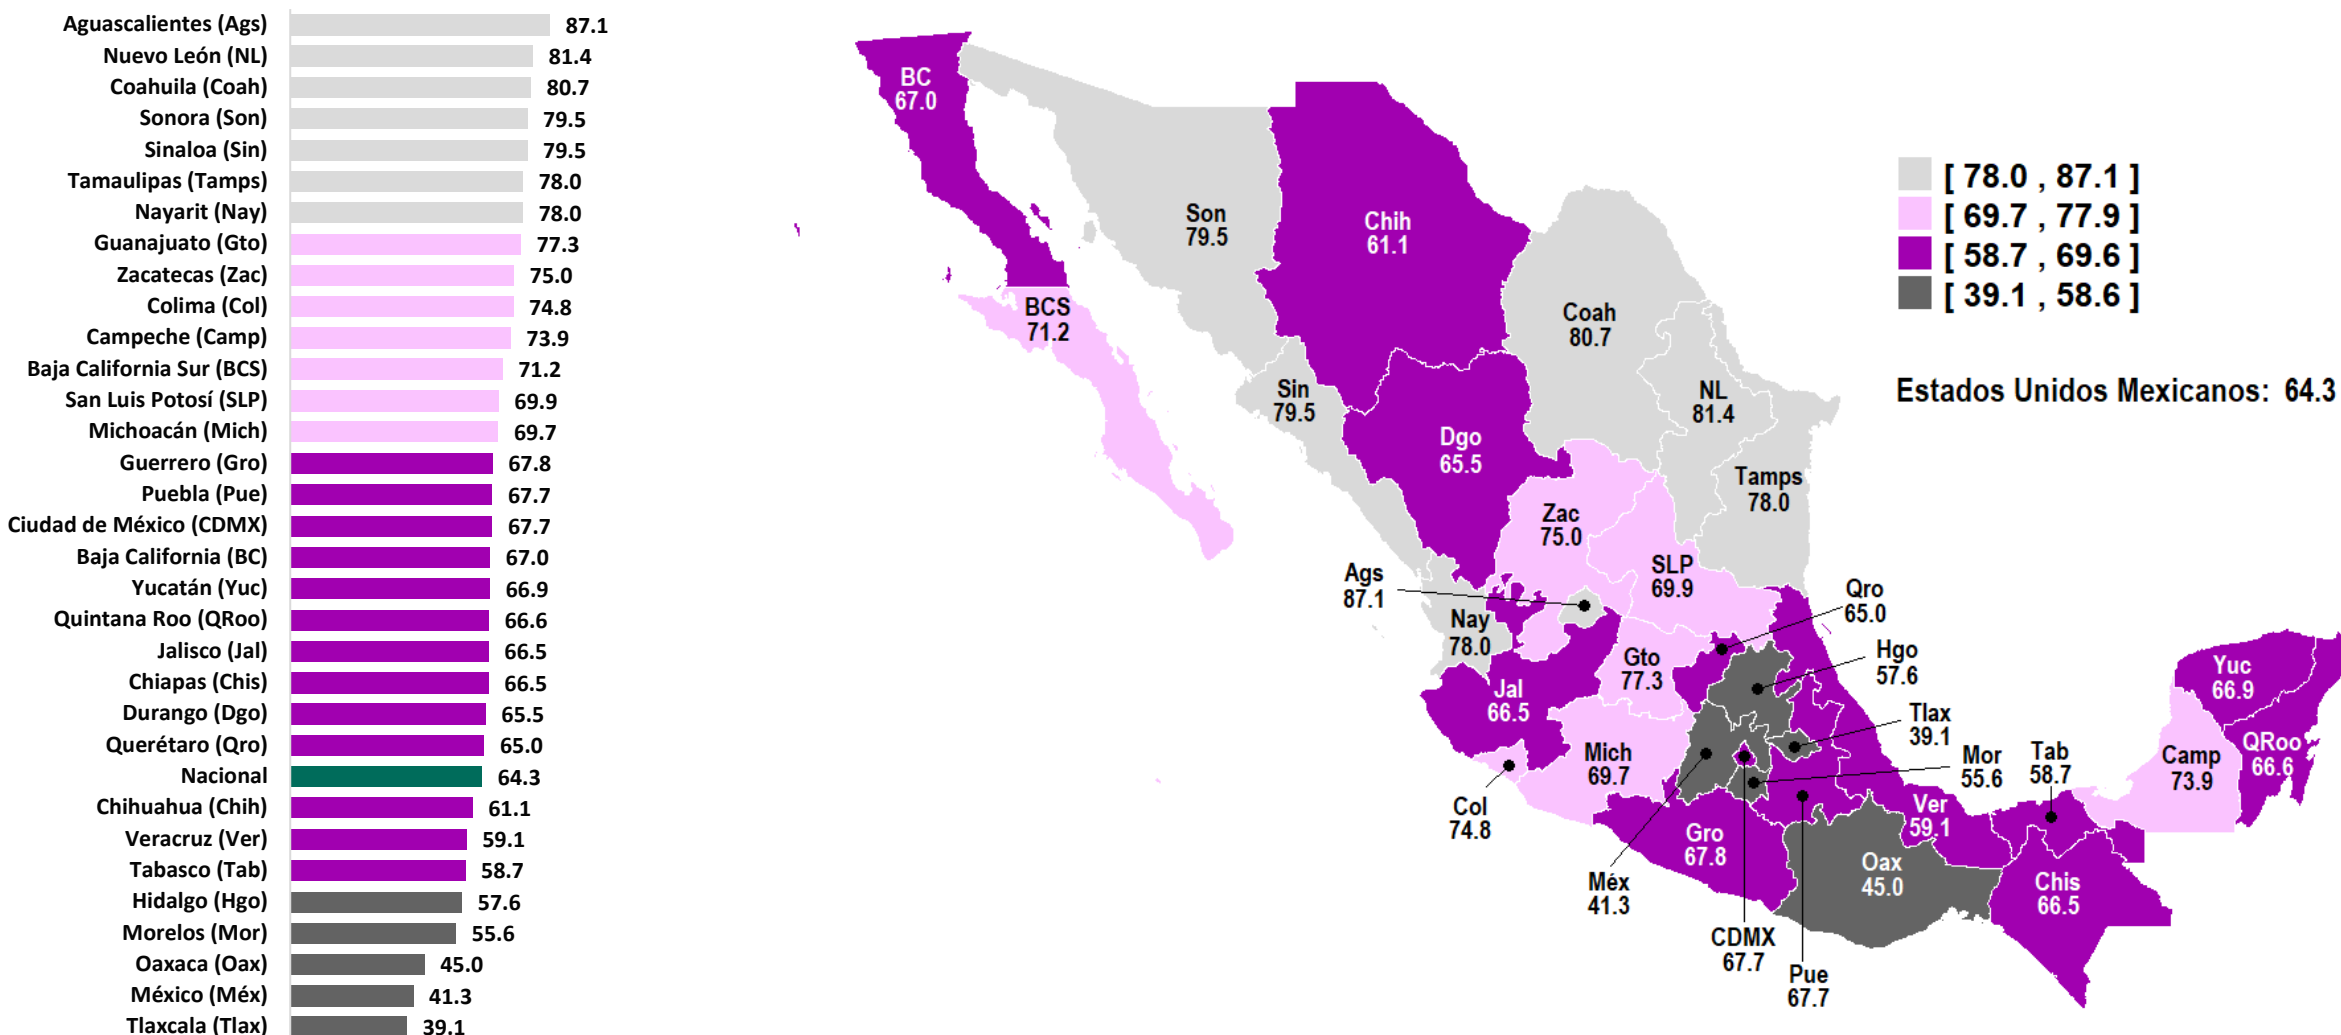 Aguascalientes (Ags) 87.1
Nuevo León (NL) 81.4
Coahuila (Coah) 80.7
Sonora (Son) 79.5
Sinaloa (Sin) 79.5
Tamaulipas (Tamps) 78.0
Nayarit (Nay) 78.0
Guanajuato (Gto) 77.3
Zacatecas (Zac) 75.0
Colima (Col) 74.8
Campeche (Camp) 73.9
Baja California Sur (BCS) 71.2
San Luis Potosí (SLP) 69.9
Michoacán (Mich) 69.7
Guerrero (Gro) 67.8
Puebla (Pue) 67.7
Ciudad de México (CDMX) 67.7
Baja California (BC) 67.0
Yucatán (Yuc) 66.9
Quintana Roo (QRoo) 66.6
Jalisco (Jal) 66.5
Chiapas (Chis) 66.5
Durango (Dgo) 65.5
Querétaro (Qro) 65.0
Nacional 64.3
Chihuahua (Chih) 61.1
Veracruz (Ver) 59.1
Tabasco (Tab) 58.7
Hidalgo (Hgo) 57.6
Morelos (Mor) 55.6
Oaxaca (Oax) 45.0
México (Méx) 41.3
Tlaxcala (Tlax) 39.1
BC
67.0
Son
79.5
Chih
61.1
BCS
71.2
Coah
80.7
Sin
79.5
NL
81.4
Dgo
65.5
Tamps
78.0
Zac
75.0
SLP
69.9
Ags
87.1
Nay
78.0
Qro
65.0
Hgo
57.6
Gto
77.3
Jal
66.5
Tlax
39.1
Mich
69.7
Mor
55.6
Tab
58.7
Yuc
66.9
QRoo
66.6
Camp
73.9
Col
74.8
Gro
67.8
Ver
59.1
Méx
41.3
Oax
45.0
Chis
66.5
CDMX
67.7
Pue
67.7
[ 78.0 , 87.1 ]
[ 69.7 , 77.9 ]
[ 58.7 , 69.6 ]
[ 39.1 , 58.6 ]
Estados Unidos Mexicanos: 64.3